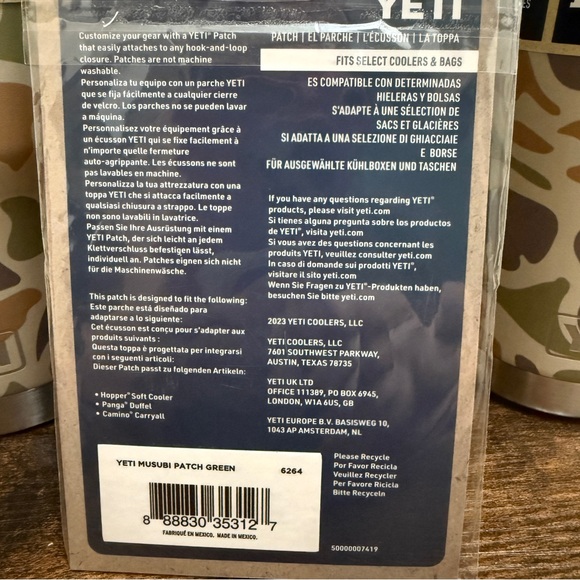 YETI
Customize your gear with a YETI® Patch
that easily attaches to any hook-and-loop
closure. Patches are not machine
washable.
Personaliza tu equipo con un parche YETI
que se fija fácilmente a cualquier cierre
de velcro. Los parches no se pueden lavar
a máquina.
Personnalisez votre équipement grâce à
un écusson YETI qui se fixe facilement à
n'importe quelle fermeture
auto-agrippante. Les écussons ne sont
pas lavables en machine.
Personalizza la tua attrezzatura con una
toppa YETI che si attacca facilmente a
qualsiasi chiusura a strappo. Le toppe
non sono lavabili in lavatrice.
Passen Sie Ihre Ausrüstung mit einem
YETI Patch, der sich leicht an jedem
Klettverschluss befestigen lässt,
individuell an. Patches eignen sich nicht
für die Maschinenwäsche.
This patch is designed to fit the following:
Este parche está diseñado para
adaptarse a lo siguiente:
Cet écusson est conçu pour s'adapter aux
produits suivants :
Questa toppa è progettata per integrarsi
con i seguenti articoli:
Dieser Patch passt zu folgenden Artikeln:
• Hopper® Soft Cooler
• Panga® Duffel
• Camino® Carryall
PATCH | EL PARCHE | L'ÉCUSSON | LA TOPPA
FITS SELECT COOLERS & BAGS
ES COMPATIBLE CON DETERMINADAS
HIELERAS Y BOLSAS
S'ADAPTE À UNE SÉLECTION DE
SACS ET GLACIÈRES
SI ADATTA A UNA SELEZIONE DI GHIACCIAIE
E BORSE
FÜR AUSGEWÄHLTE KÜHLBOXEN UND TASCHEN
If you have any questions regarding YETI®
products, please visit yeti.com
Si tienes alguna pregunta sobre los productos
de YETI®, visita yeti.com
Si vous avez des questions concernant les
produits YETI®, veuillez consulter yeti.com
In caso di domande sui prodotti YETI®,
visitare il sito yeti.com
Wenn Sie Fragen zu YETI®-Produkten haben,
besuchen Sie bitte yeti.com
2023 YETI COOLERS, LLC
YETI COOLERS, LLC
7601 SOUTHWEST PARKWAY,
AUSTIN, TEXAS 78735
YETI UK LTD
OFFICE 111389, PO BOX 6945,
LONDON, W1A 6US, GB
YETI EUROPE B.V. BASISWEG 10,
1043 AP AMSTERDAM, NL
YETI MUSUBI PATCH GREEN 6264
8 88830 35312 7
FABRIQUÉ EN MEXICO. MADE IN MEXICO.
Please Recycle
Por Favor Recicla
Veuillez Recycler
Per Favore Ricicla
Bitte Recyceln
50000007419